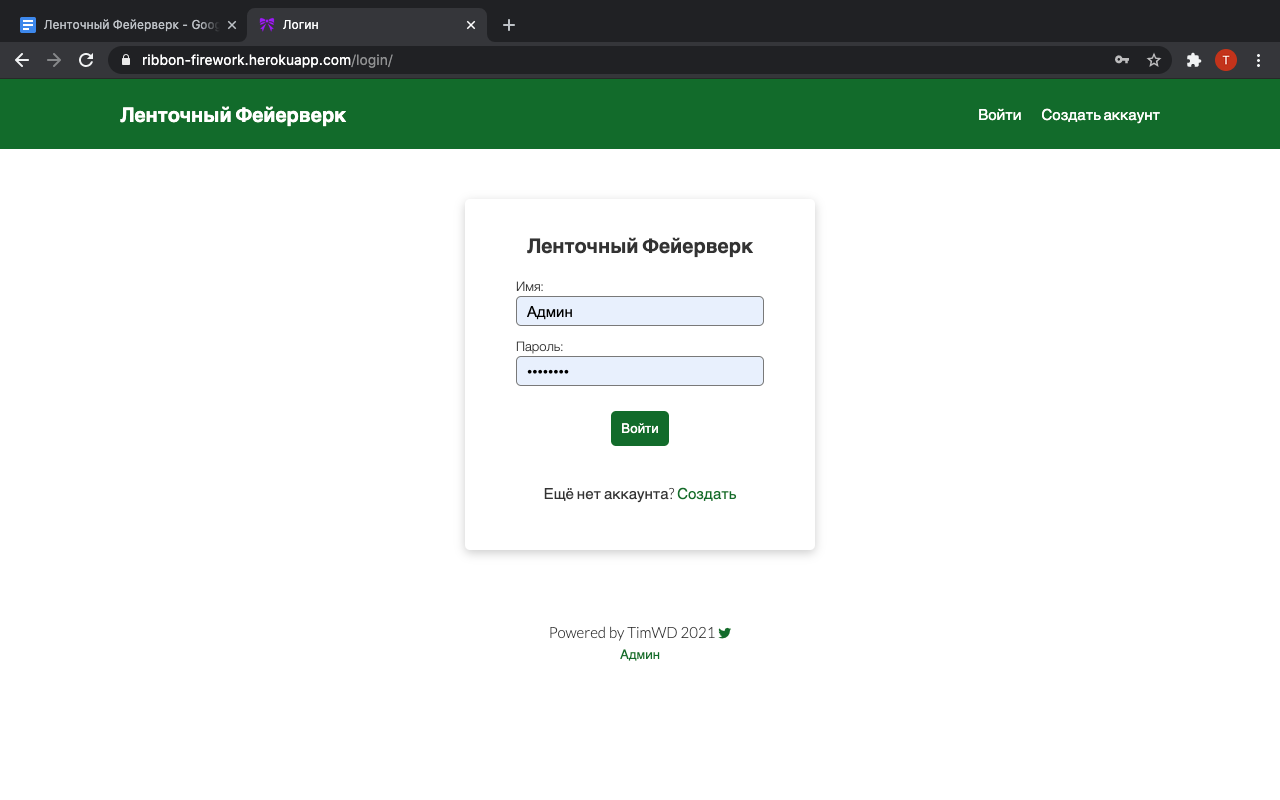 Ленточный Фейерверк - Goo
Логин
ribbon-firework.herokuapp.com/login/
T
Ленточный Фейерверк
Войти
Создать аккаунт
Ленточный Фейерверк
Имя:
Админ
Пароль:
••••••••
Войти
Ещё нет аккаунта? Создать
Powered by TimWD 2021
Админ